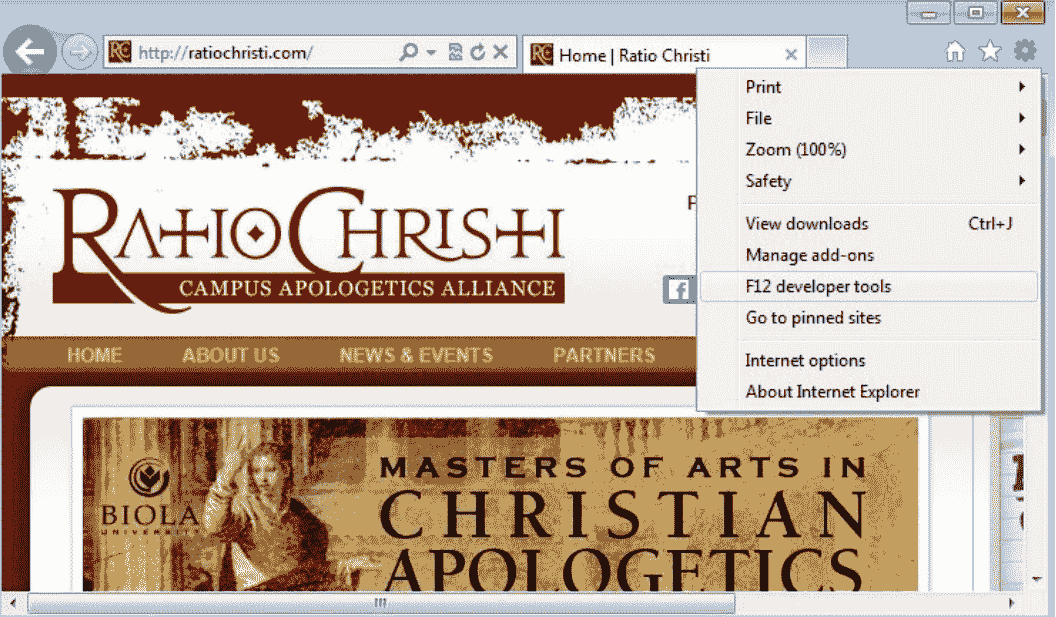 http://ratiochristi.com/
Home | Ratio Christi
Print
File
Zoom (100%)
Safety
View downloads Ctrl+J
Manage add-ons
F12 developer tools
Go to pinned sites
Internet options
About Internet Explorer
RATIO CHRISTI
CAMPUS APOLOGETICS ALLIANCE
HOME ABOUT US NEWS & EVENTS PARTNERS
BIOLA
UNIVERSITY
MASTERS OF ARTS IN
CHRISTIAN
APOLOGETICS